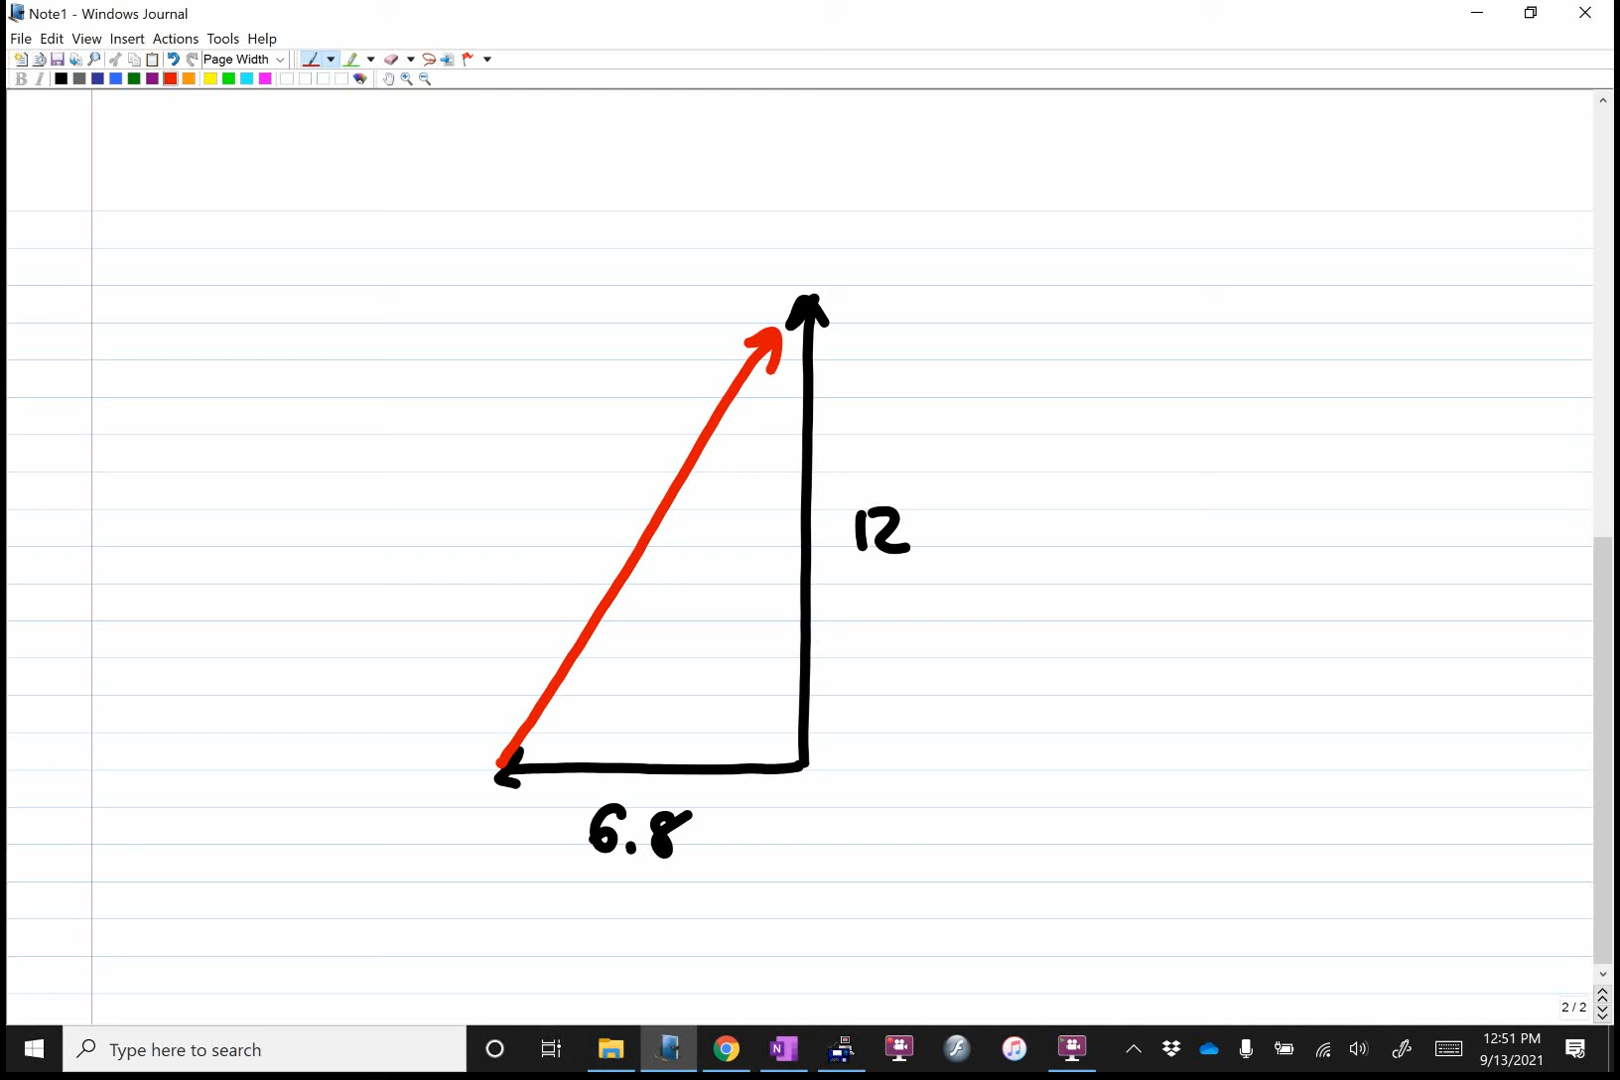 Note1 - Windows Journal
File Edit View Insert Actions Tools Help
Page Width
B I
12
6.8
2 / 2
Type here to search
N
12:51 PM
9/13/2021